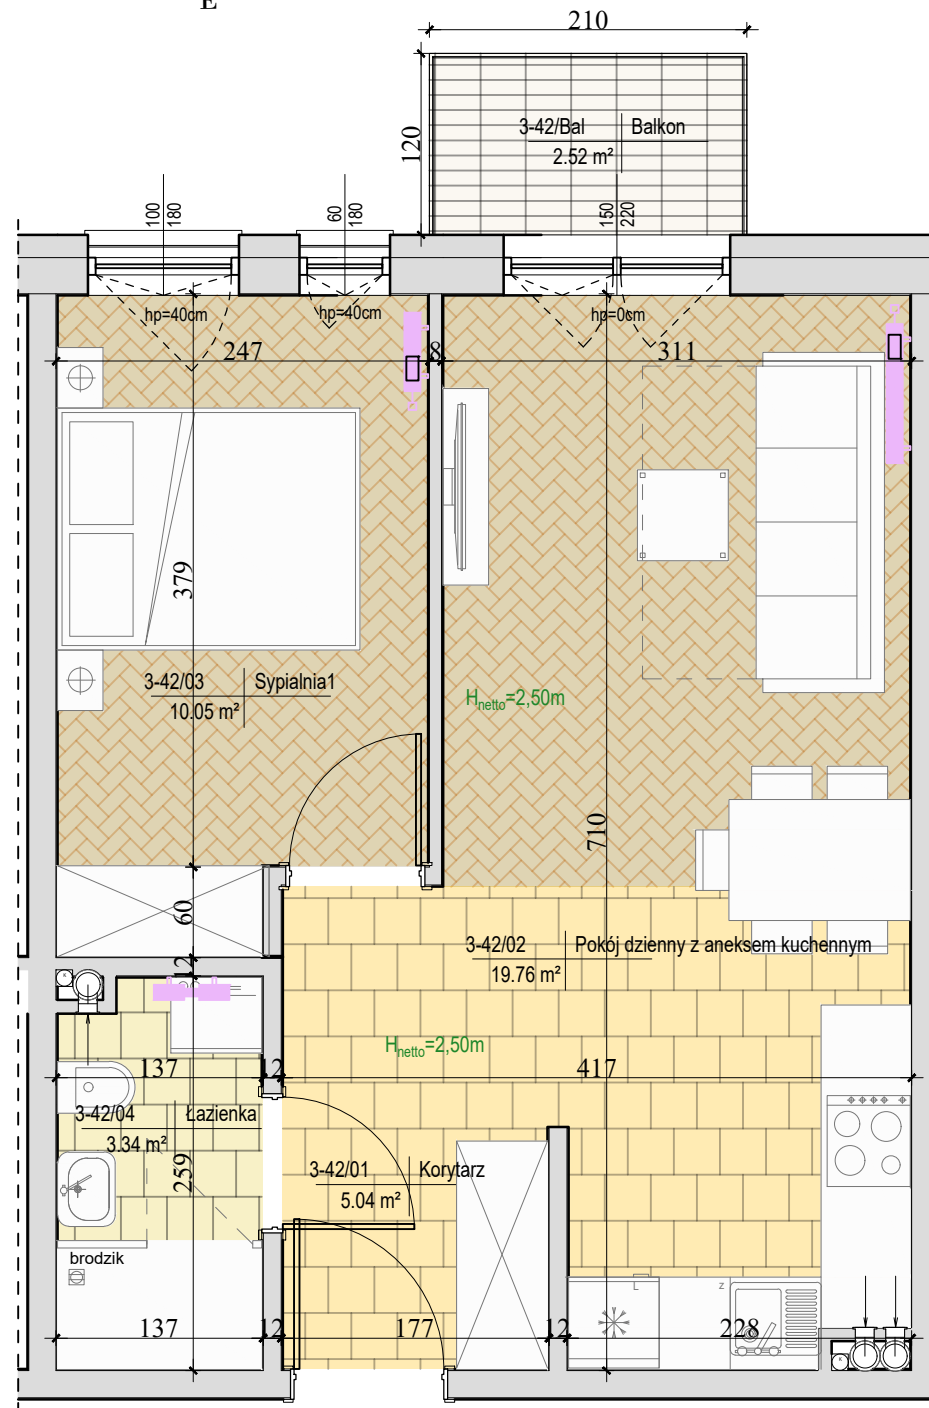 E
210
3-42/Bal Balkon
2.52 m²
120
100
180
60
180
150
220
hp=40cm
hp=40cm
hp=0cm
247
8
311
379
3-42/03 Sypialnia1
10.05 m²
Hnetto=2,50m
710
60
3-42/02 Pokój dzienny z aneksem kuchennym
19.76 m²
12
K
Hnetto=2,50m
137
12
417
3-42/04 Łazienka
3.34 m²
259
3-42/01 Korytarz
5.04 m²
brodzik
L
Z
137
12
177
12
228
K